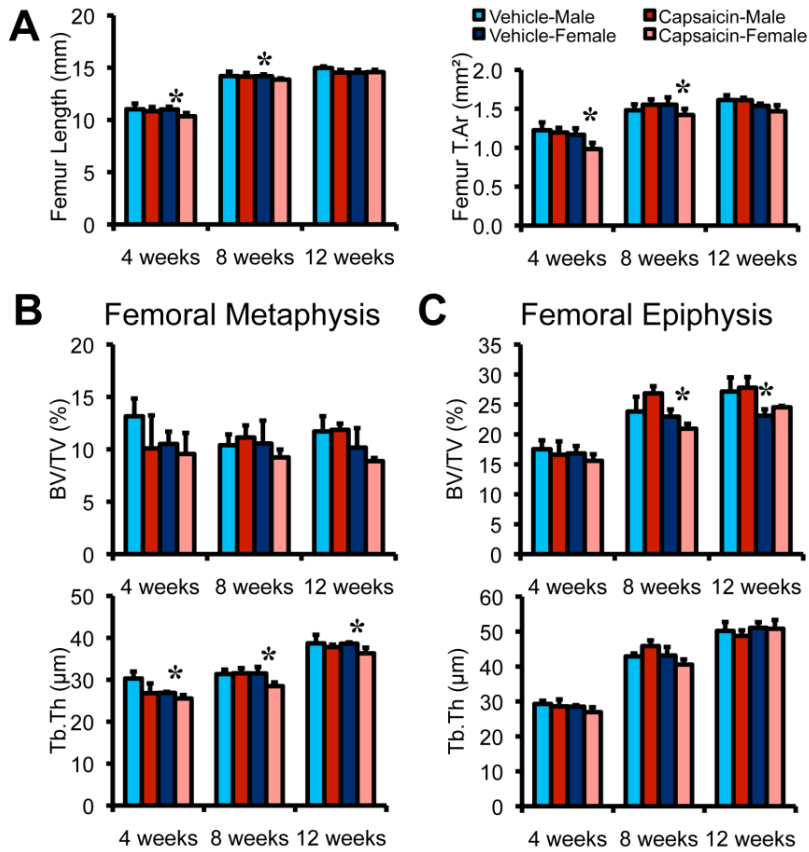 A
Vehicle-Male
Capsaicin-Male
Vehicle-Female
Capsaicin-Female
Femur Length (mm)
20
15
10
5
0
*
*
4 weeks
8 weeks
12 weeks
Femur T.Ar (mm²)
2.0
1.5
1.0
0.5
0.0
*
*
4 weeks
8 weeks
12 weeks
B
Femoral Metaphysis
BV/TV (%)
20
15
10
5
0
4 weeks
8 weeks
12 weeks
Tb.Th (µm)
50
40
30
20
10
0
*
*
*
4 weeks
8 weeks
12 weeks
C
Femoral Epiphysis
BV/TV (%)
35
30
25
20
15
10
5
0
*
*
4 weeks
8 weeks
12 weeks
Tb.Th (µm)
60
50
40
30
20
10
0
4 weeks
8 weeks
12 weeks